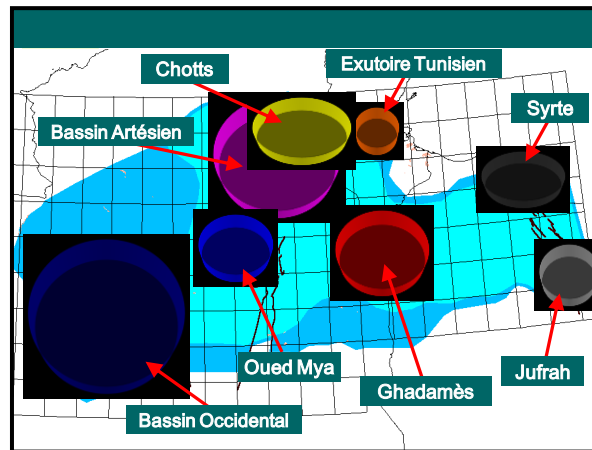 Chotts
Exutoire Tunisien
Syrte
Bassin Artésien
Oued Mya
Jufrah
Ghadamès
Bassin Occidental